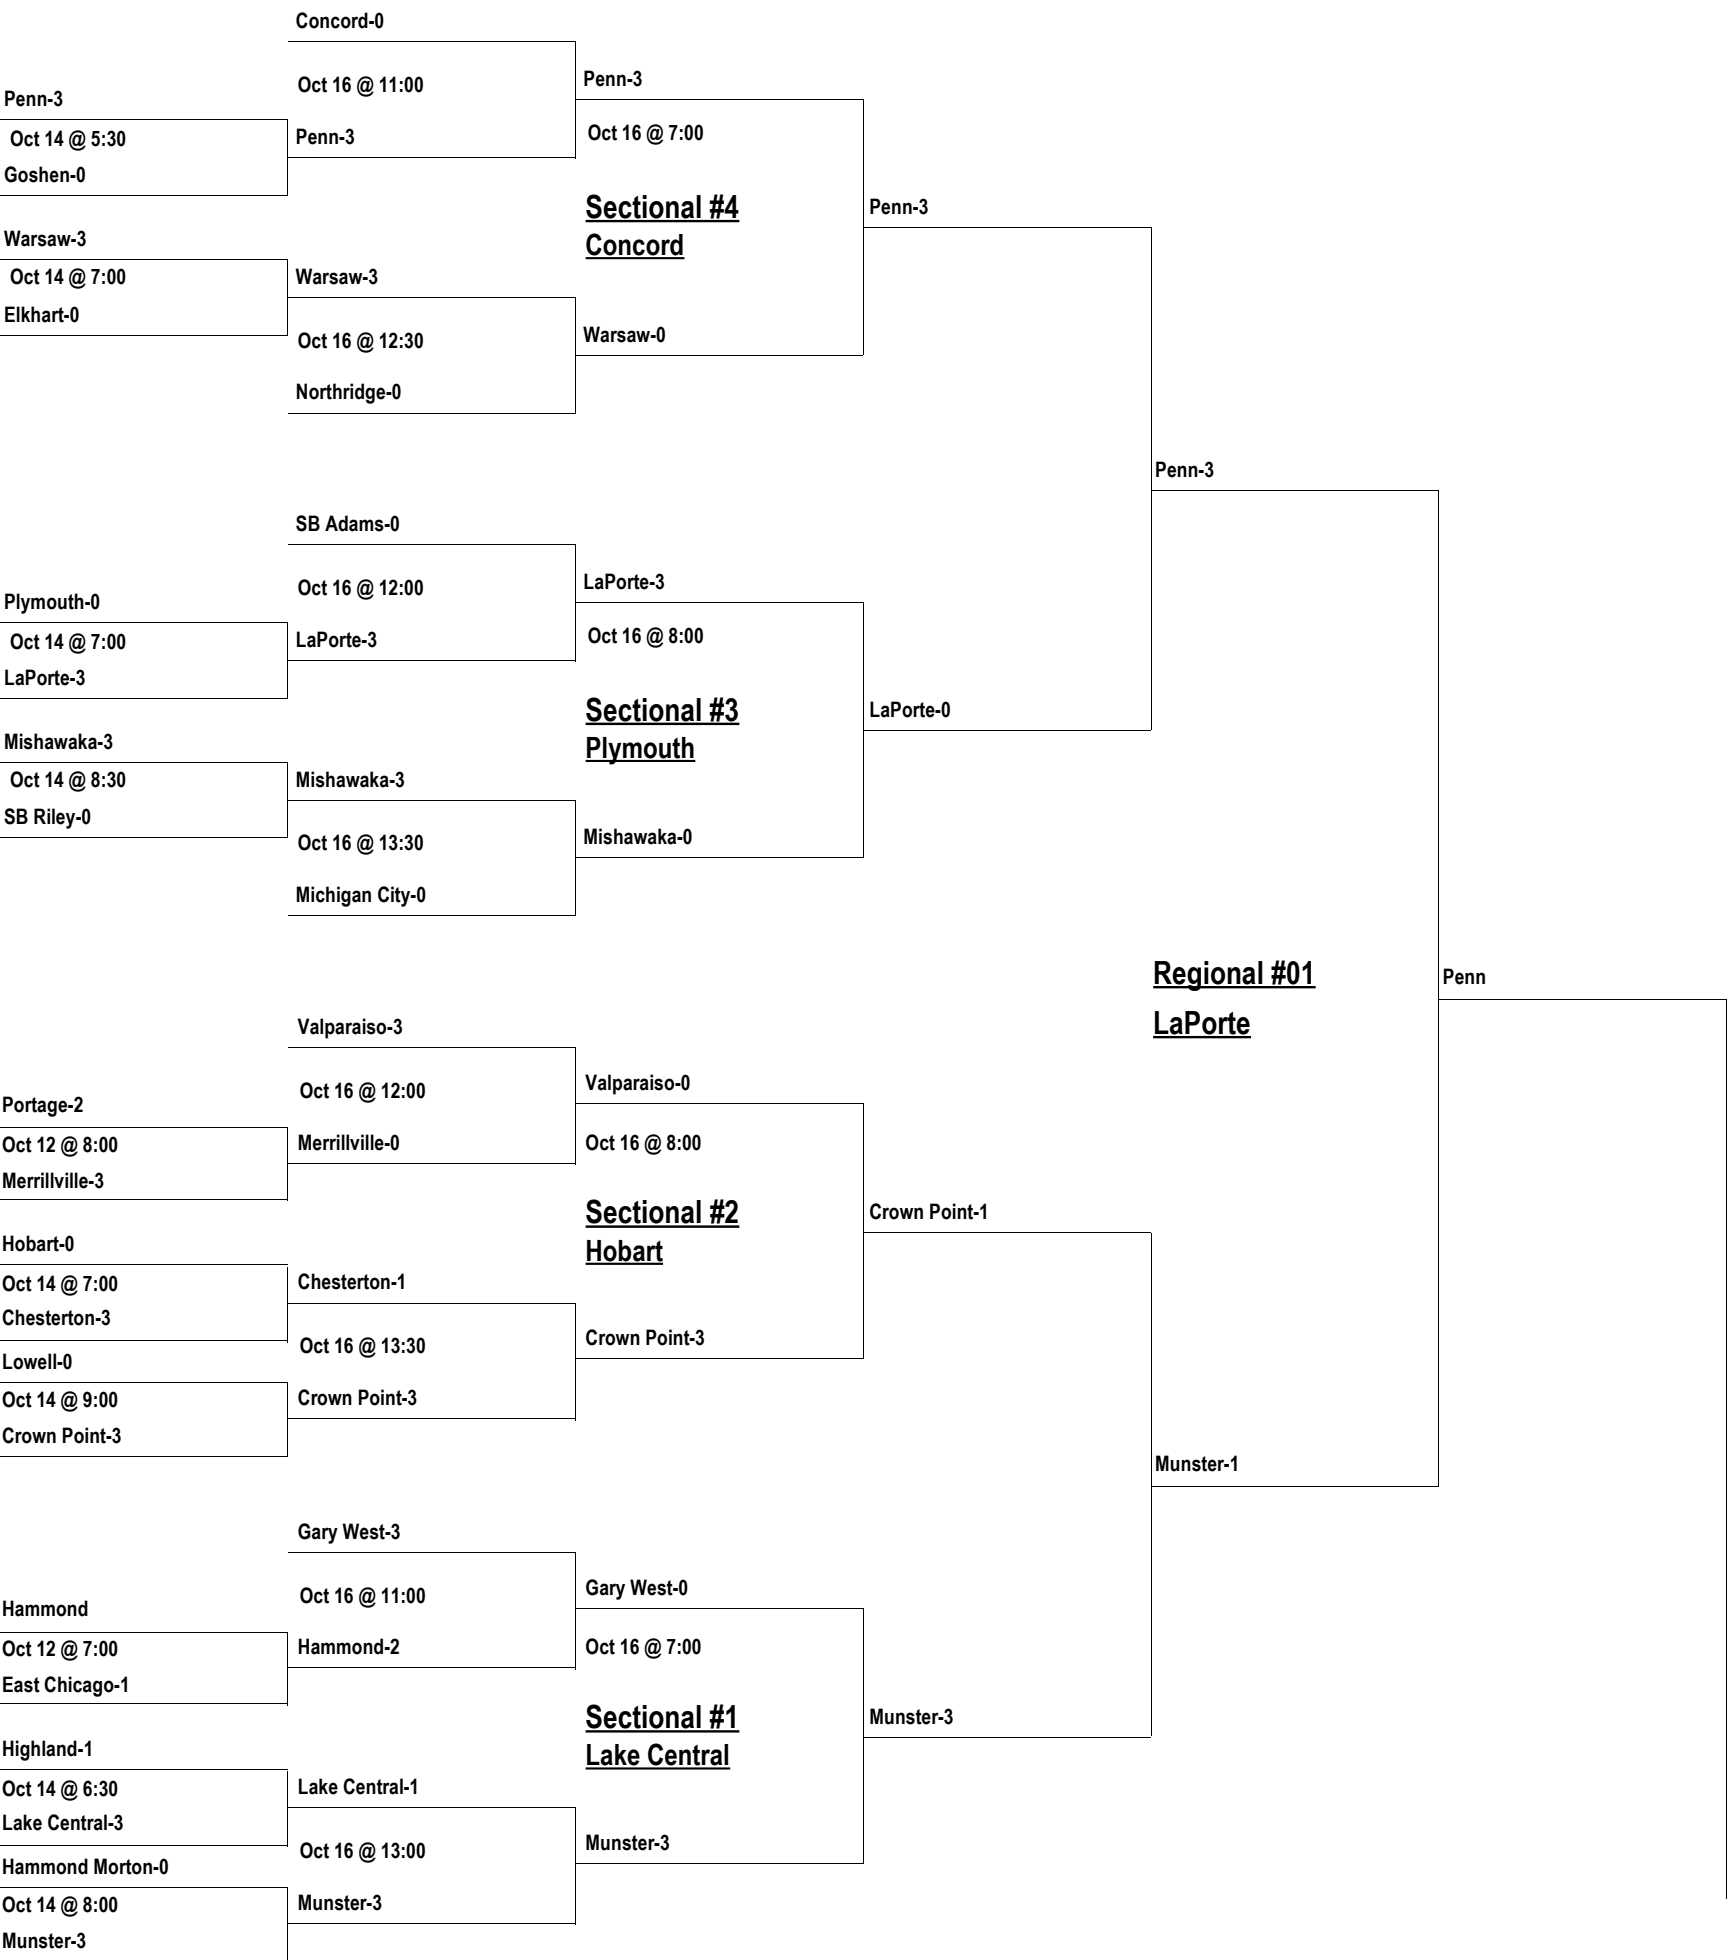 Concord-0
Oct 16 @ 11:00
Penn-3
Penn-3
Oct 14 @ 5:30
Penn-3
Oct 16 @ 7:00
Goshen-0
Sectional #4
Penn-3
Warsaw-3
Concord
Oct 14 @ 7:00
Warsaw-3
Elkhart-0
Oct 16 @ 12:30
Warsaw-0
Northridge-0
Penn-3
SB Adams-0
Oct 16 @ 12:00
LaPorte-3
Plymouth-0
Oct 14 @ 7:00
LaPorte-3
Oct 16 @ 8:00
LaPorte-3
Sectional #3
LaPorte-0
Mishawaka-3
Plymouth
Oct 14 @ 8:30
Mishawaka-3
SB Riley-0
Oct 16 @ 13:30
Mishawaka-0
Michigan City-0
Regional #01
Penn
LaPorte
Valparaiso-3
Oct 16 @ 12:00
Valparaiso-0
Portage-2
Oct 12 @ 8:00
Merrillville-0
Oct 16 @ 8:00
Merrillville-3
Sectional #2
Crown Point-1
Hobart-0
Hobart
Oct 14 @ 7:00
Chesterton-1
Chesterton-3
Oct 16 @ 13:30
Crown Point-3
Lowell-0
Oct 14 @ 9:00
Crown Point-3
Crown Point-3
Munster-1
Gary West-3
Oct 16 @ 11:00
Gary West-0
Hammond
Oct 12 @ 7:00
Hammond-2
Oct 16 @ 7:00
East Chicago-1
Sectional #1
Munster-3
Highland-1
Lake Central
Oct 14 @ 6:30
Lake Central-1
Lake Central-3
Oct 16 @ 13:00
Munster-3
Hammond Morton-0
Oct 14 @ 8:00
Munster-3
Munster-3